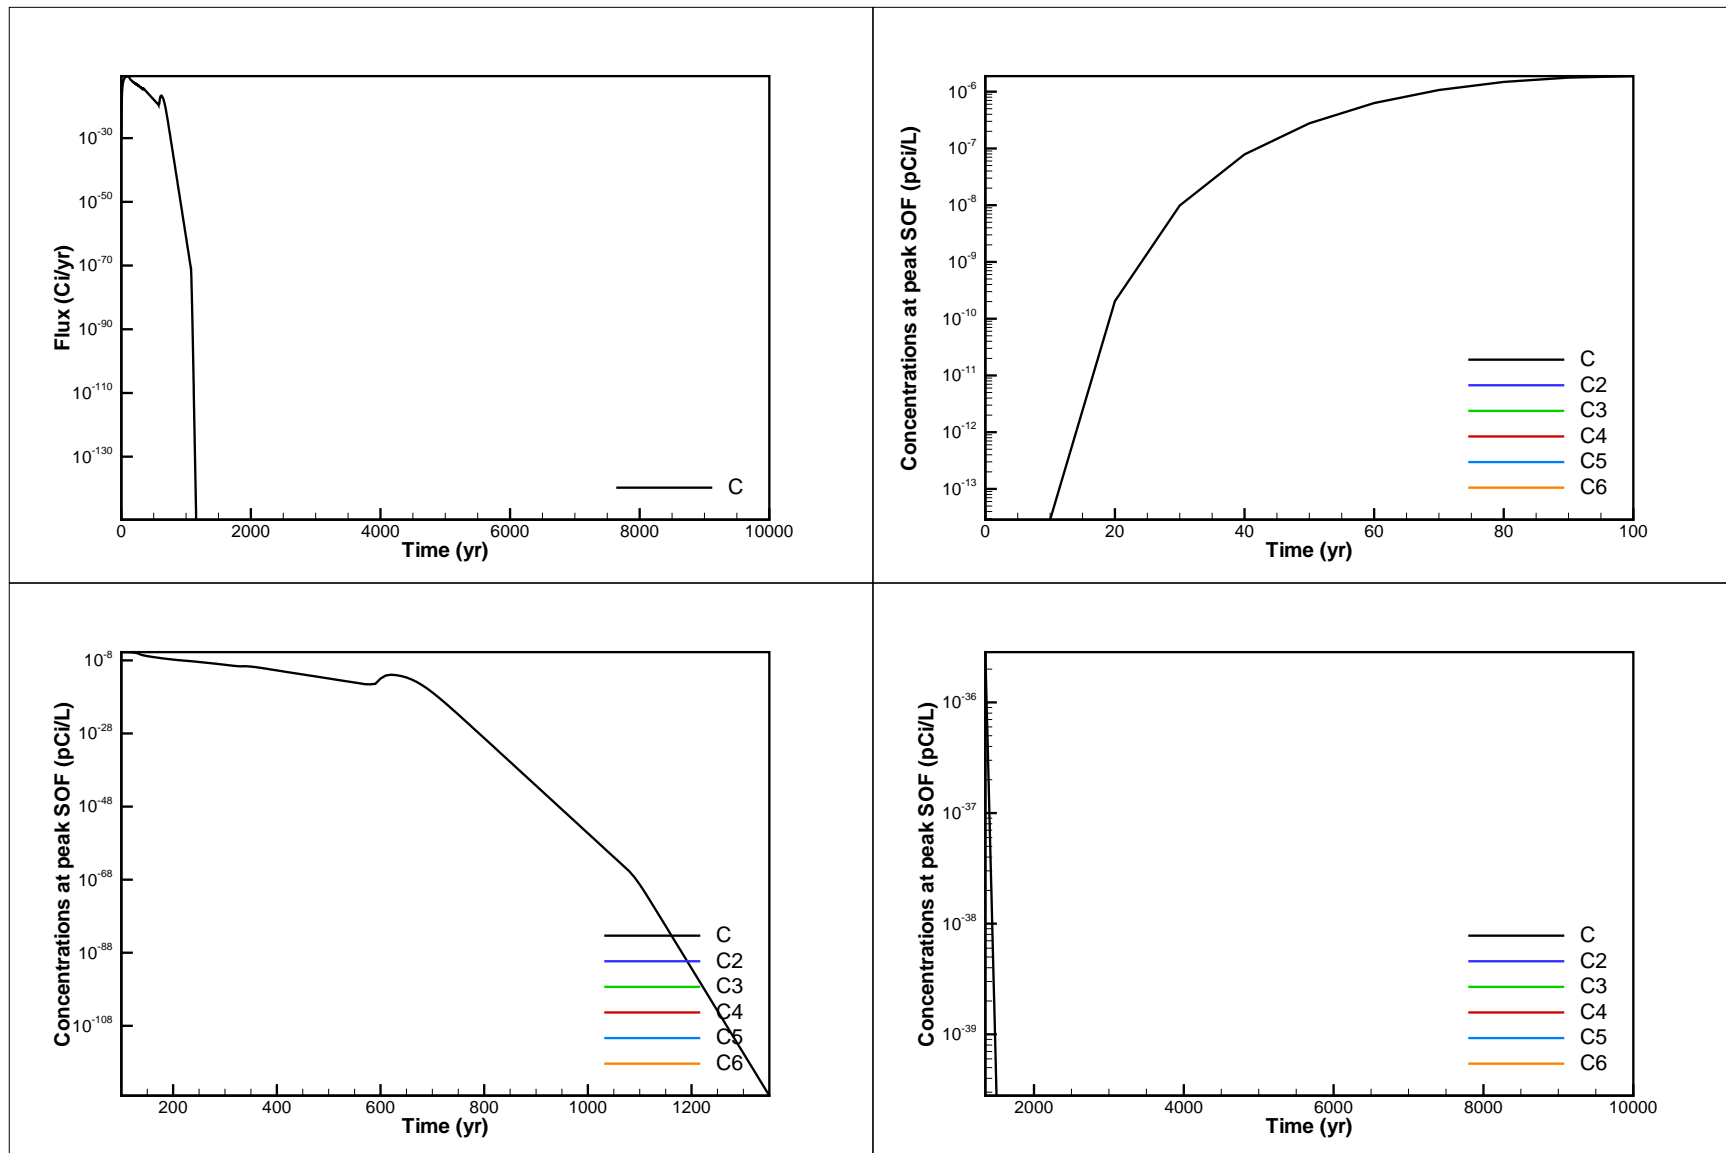 Flux (Ci/yr)
10^-30
10^-50
10^-70
10^-90
10^-110
10^-130
C
0 2000 4000 6000 8000 10000
Time (yr)
Concentrations at peak SOF (pCi/L)
10^-6
10^-7
10^-8
10^-9
10^-10
10^-11
10^-12
10^-13
C
C2
C3
C4
C5
C6
0 20 40 60 80 100
Time (yr)
Concentrations at peak SOF (pCi/L)
10^-8
10^-28
10^-48
10^-68
10^-88
10^-108
C
C2
C3
C4
C5
C6
200 400 600 800 1000 1200
Time (yr)
Concentrations at peak SOF (pCi/L)
10^-36
10^-37
10^-38
10^-39
C
C2
C3
C4
C5
C6
2000 4000 6000 8000 10000
Time (yr)